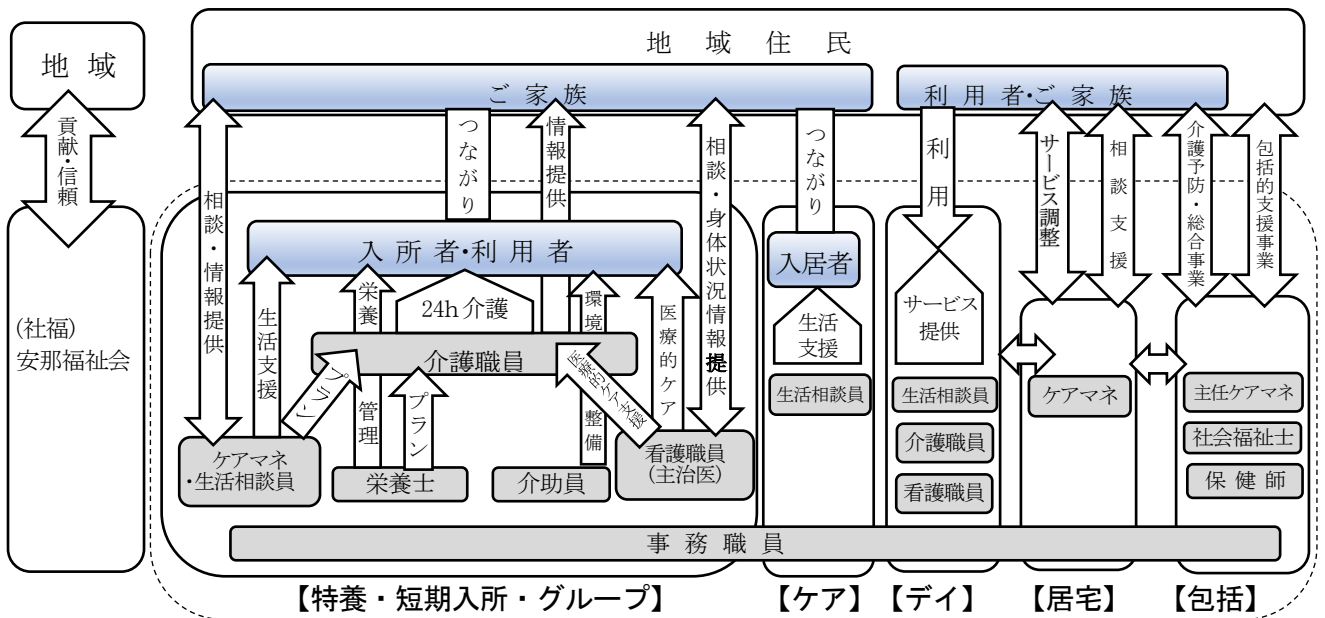 地域
貢献・信頼
(社福)
安那福祉会
地域住民
ご家族
利用者・ご家族
相談・情報提供
つながり
情報提供
相談・身体状況情報提供
つながり
利用
サービス調整
相談支援
介護予防・総合事業
包括的支援事業
入所者・利用者
入居者
生活支援
栄養管理
24h介護
環境整備
医療的ケア
生活
支援
サービス
提供
介護職員
プラン
プラン
医療的ケア支援
ケアマネ
・生活相談員
栄養士
介助員
看護職員
(主治医)
生活相談員
生活相談員
介護職員
看護職員
ケアマネ
主任ケアマネ
社会福祉士
保健師
事務職員
【特養・短期入所・グループ】
【ケア】
【デイ】
【居宅】
【包括】